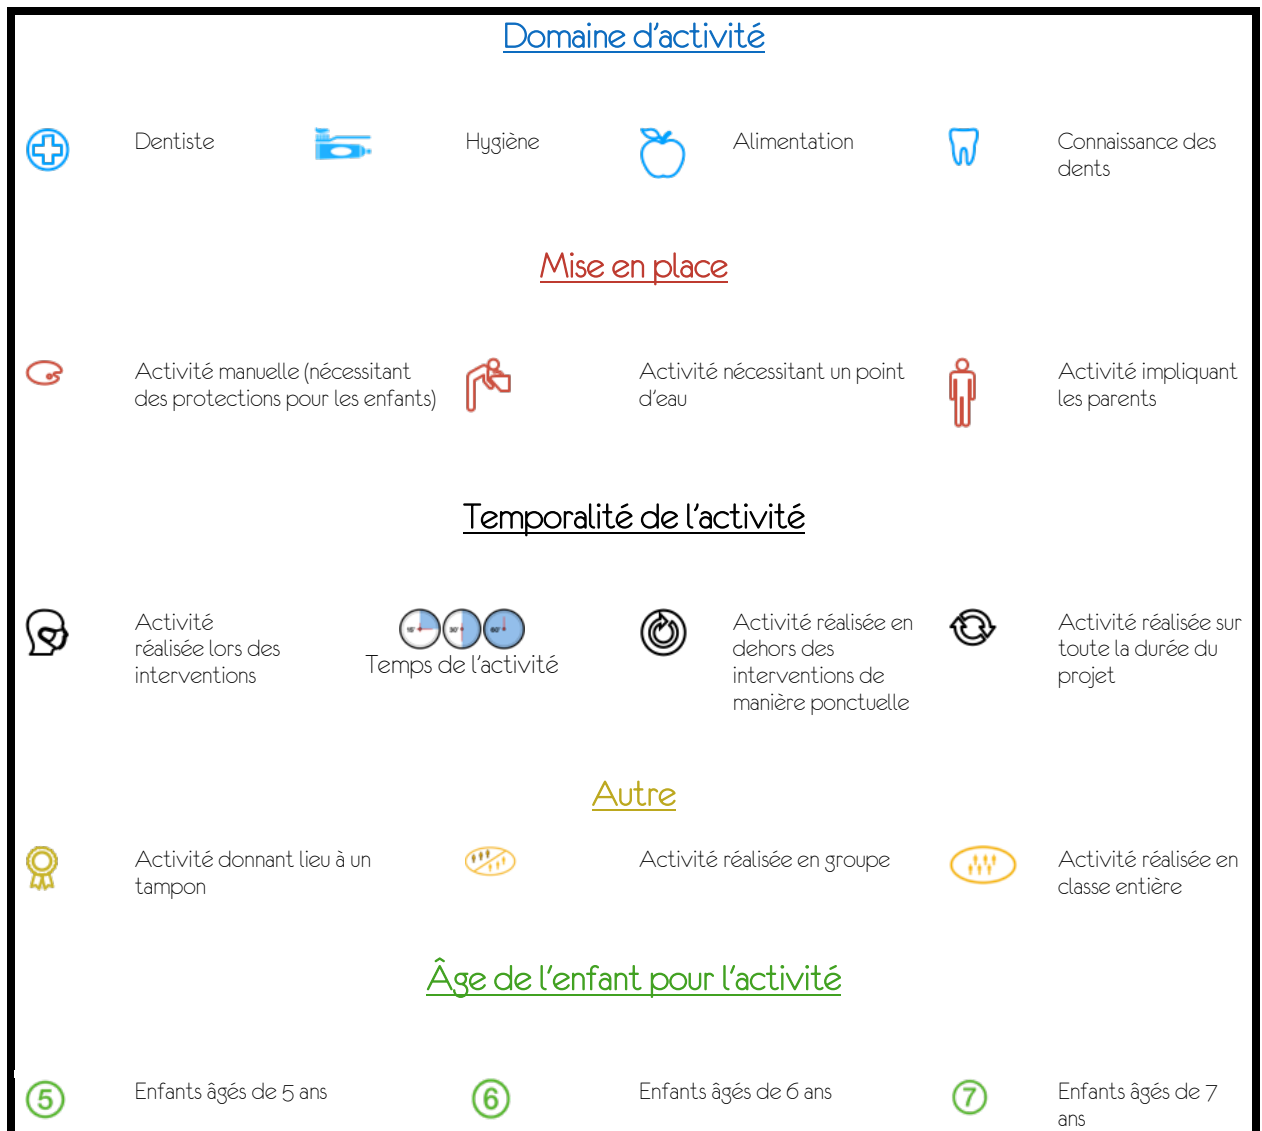 Domaine d'activité
Dentiste
Hygiène
Alimentation
Connaissance des
dents
Mise en place
Activité manuelle (nécessitant
des protections pour les enfants)
Activité nécessitant un point
d'eau
Activité impliquant
les parents
Temporalité de l'activité
Activité
réalisée lors des
interventions
15' 30' 60'
Temps de l'activité
Activité réalisée en
dehors des
interventions de
manière ponctuelle
Activité réalisée sur
toute la durée du
projet
Autre
Activité donnant lieu à un
tampon
Activité réalisée en groupe
Activité réalisée en
classe entière
Âge de l'enfant pour l'activité
5
Enfants âgés de 5 ans
6
Enfants âgés de 6 ans
7
Enfants âgés de 7
ans